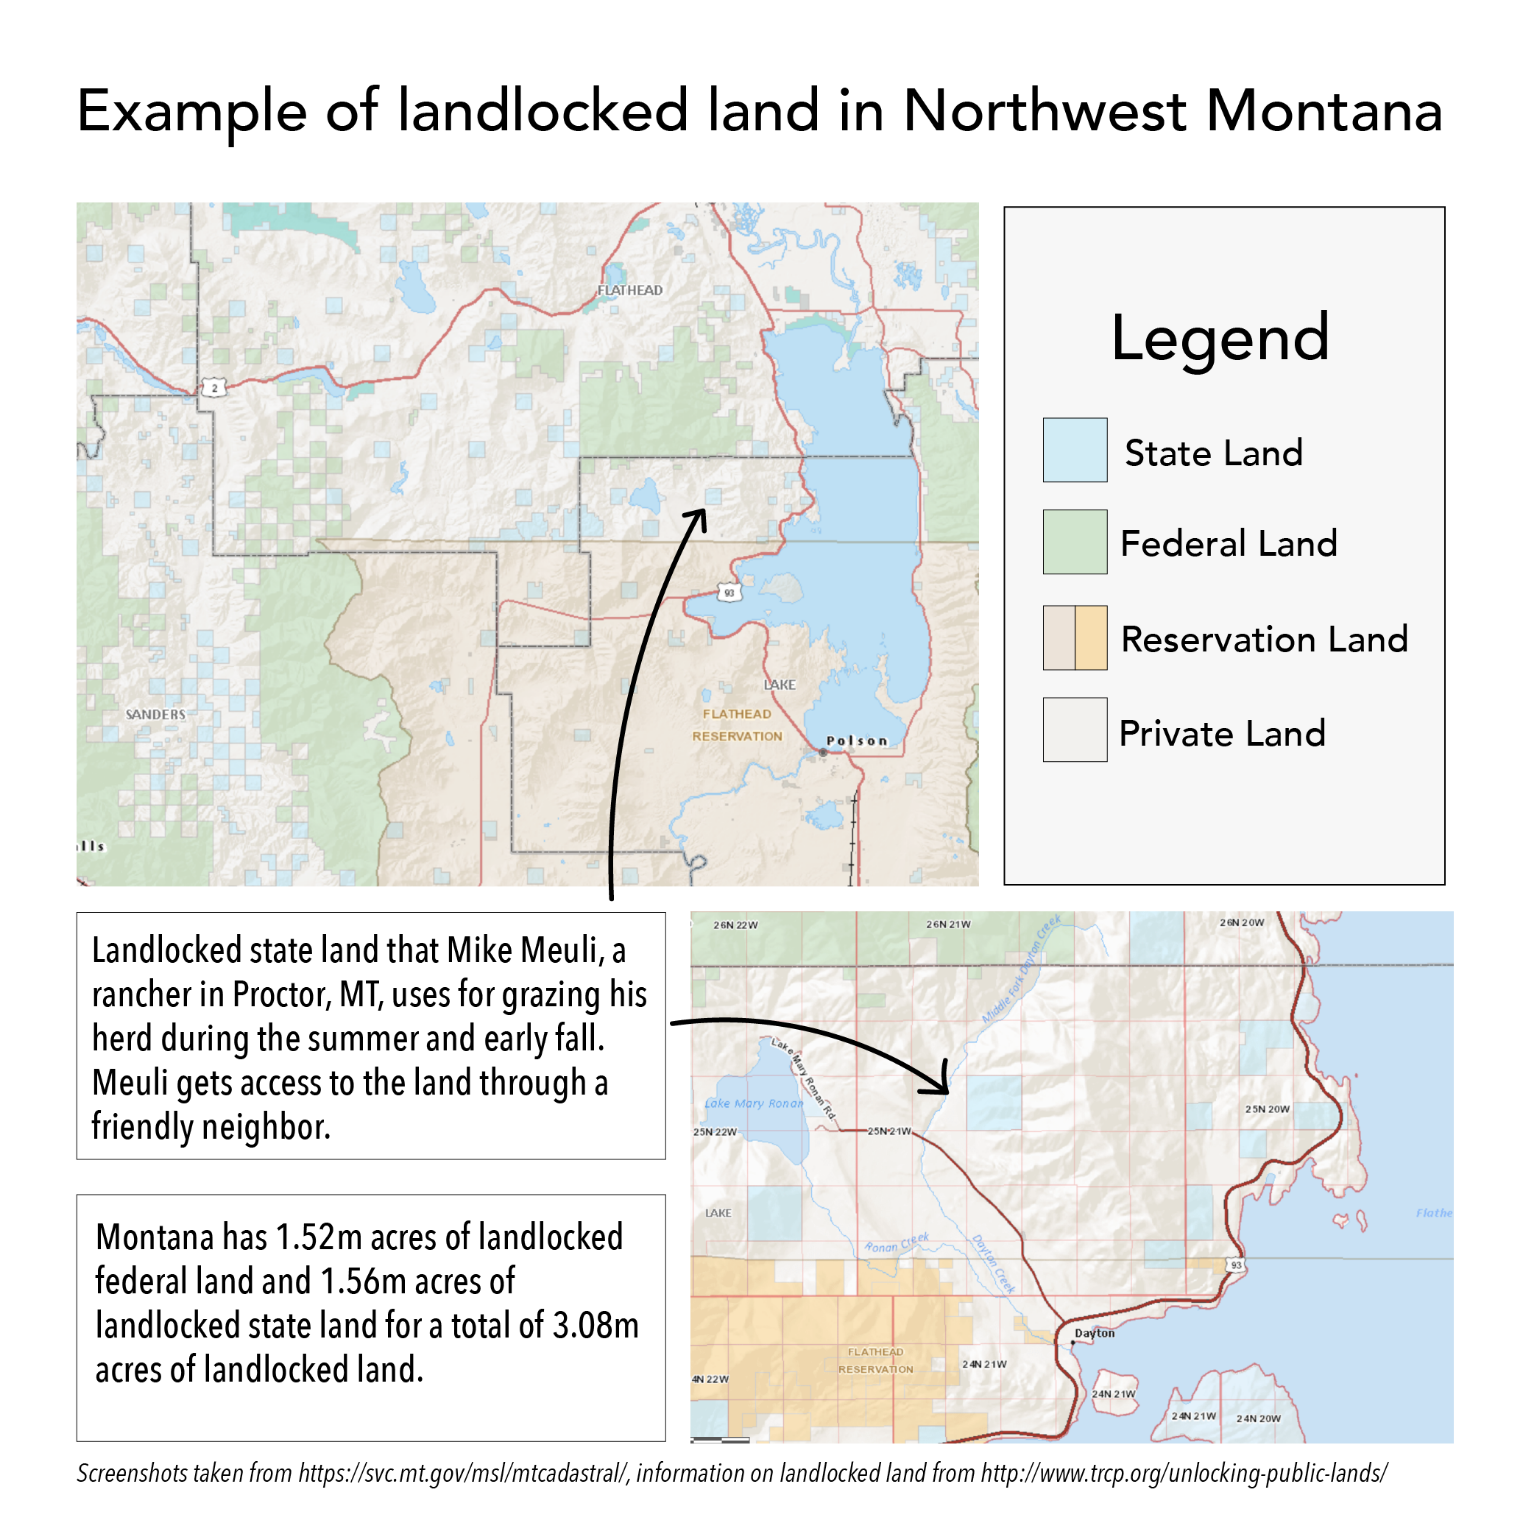 Example of landlocked land in Northwest Montana
FLATHEAD
2
93
LAKE
SANDERS
FLATHEAD
RESERVATION
Polson
lls
Legend
State Land
Federal Land
Reservation Land
Private Land
Landlocked state land that Mike Meuli, a
rancher in Proctor, MT, uses for grazing his
herd during the summer and early fall.
Meuli gets access to the land through a
friendly neighbor.
Montana has 1.52m acres of landlocked
federal land and 1.56m acres of
landlocked state land for a total of 3.08m
acres of landlocked land.
26N 22W
26N 21W
26N 20W
Middle Fork Dayton Creek
Lake Mary Ronan Rd
Lake Mary Ronan
25N 22W
25N 21W
25N 20W
LAKE
Flathe
Ronan Creek
Dayton Creek
93
Dayton
FLATHEAD
RESERVATION
24N 21W
4N 22W
24N 21W
24N 21W
24N 20W
Screenshots taken from https://svc.mt.gov/msl/mtcadastral/, information on landlocked land from http://www.trcp.org/unlocking-public-lands/